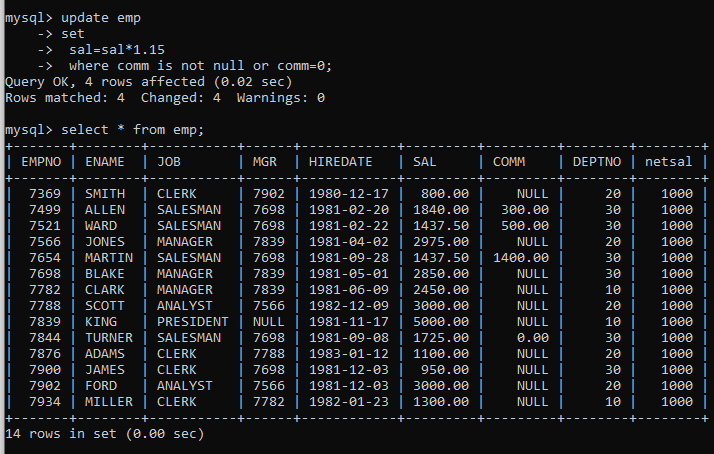 mysql> update emp
    -> set
    ->  sal=sal*1.15
    ->  where comm is not null or comm=0;
Query OK, 4 rows affected (0.02 sec)
Rows matched: 4  Changed: 4  Warnings: 0

mysql> select * from emp;
+-------+--------+-----------+------+------------+---------+---------+--------+--------+
| EMPNO | ENAME  | JOB       | MGR  | HIREDATE   | SAL     | COMM    | DEPTNO | netsal |
+-------+--------+-----------+------+------------+---------+---------+--------+--------+
|  7369 | SMITH  | CLERK     | 7902 | 1980-12-17 |  800.00 |    NULL |     20 |   1000 |
|  7499 | ALLEN  | SALESMAN  | 7698 | 1981-02-20 | 1840.00 |  300.00 |     30 |   1000 |
|  7521 | WARD   | SALESMAN  | 7698 | 1981-02-22 | 1437.50 |  500.00 |     30 |   1000 |
|  7566 | JONES  | MANAGER   | 7839 | 1981-04-02 | 2975.00 |    NULL |     20 |   1000 |
|  7654 | MARTIN | SALESMAN  | 7698 | 1981-09-28 | 1437.50 | 1400.00 |     30 |   1000 |
|  7698 | BLAKE  | MANAGER   | 7839 | 1981-05-01 | 2850.00 |    NULL |     30 |   1000 |
|  7782 | CLARK  | MANAGER   | 7839 | 1981-06-09 | 2450.00 |    NULL |     10 |   1000 |
|  7788 | SCOTT  | ANALYST   | 7566 | 1982-12-09 | 3000.00 |    NULL |     20 |   1000 |
|  7839 | KING   | PRESIDENT | NULL | 1981-11-17 | 5000.00 |    NULL |     10 |   1000 |
|  7844 | TURNER | SALESMAN  | 7698 | 1981-09-08 | 1725.00 |    0.00 |     30 |   1000 |
|  7876 | ADAMS  | CLERK     | 7788 | 1983-01-12 | 1100.00 |    NULL |     20 |   1000 |
|  7900 | JAMES  | CLERK     | 7698 | 1981-12-03 |  950.00 |    NULL |     30 |   1000 |
|  7902 | FORD   | ANALYST   | 7566 | 1981-12-03 | 3000.00 |    NULL |     20 |   1000 |
|  7934 | MILLER | CLERK     | 7782 | 1982-01-23 | 1300.00 |    NULL |     10 |   1000 |
+-------+--------+-----------+------+------------+---------+---------+--------+--------+
14 rows in set (0.00 sec)